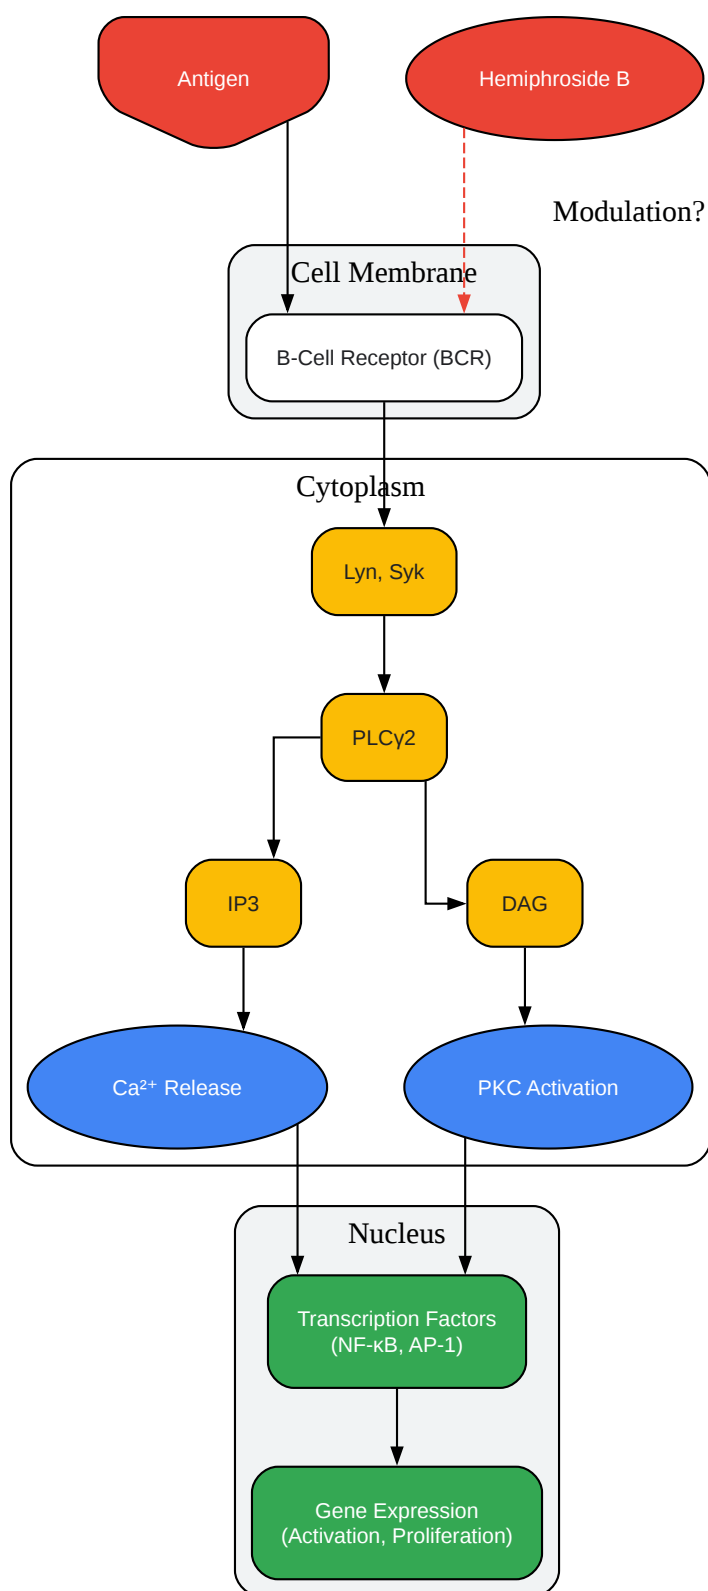 Antigen
Hemiphroside B
Modulation?
Cell Membrane
B-Cell Receptor (BCR)
Cytoplasm
Lyn, Syk
PLCγ2
IP3
DAG
Ca²⁺ Release
PKC Activation
Nucleus
Transcription Factors
(NF-κB, AP-1)
Gene Expression
(Activation, Proliferation)